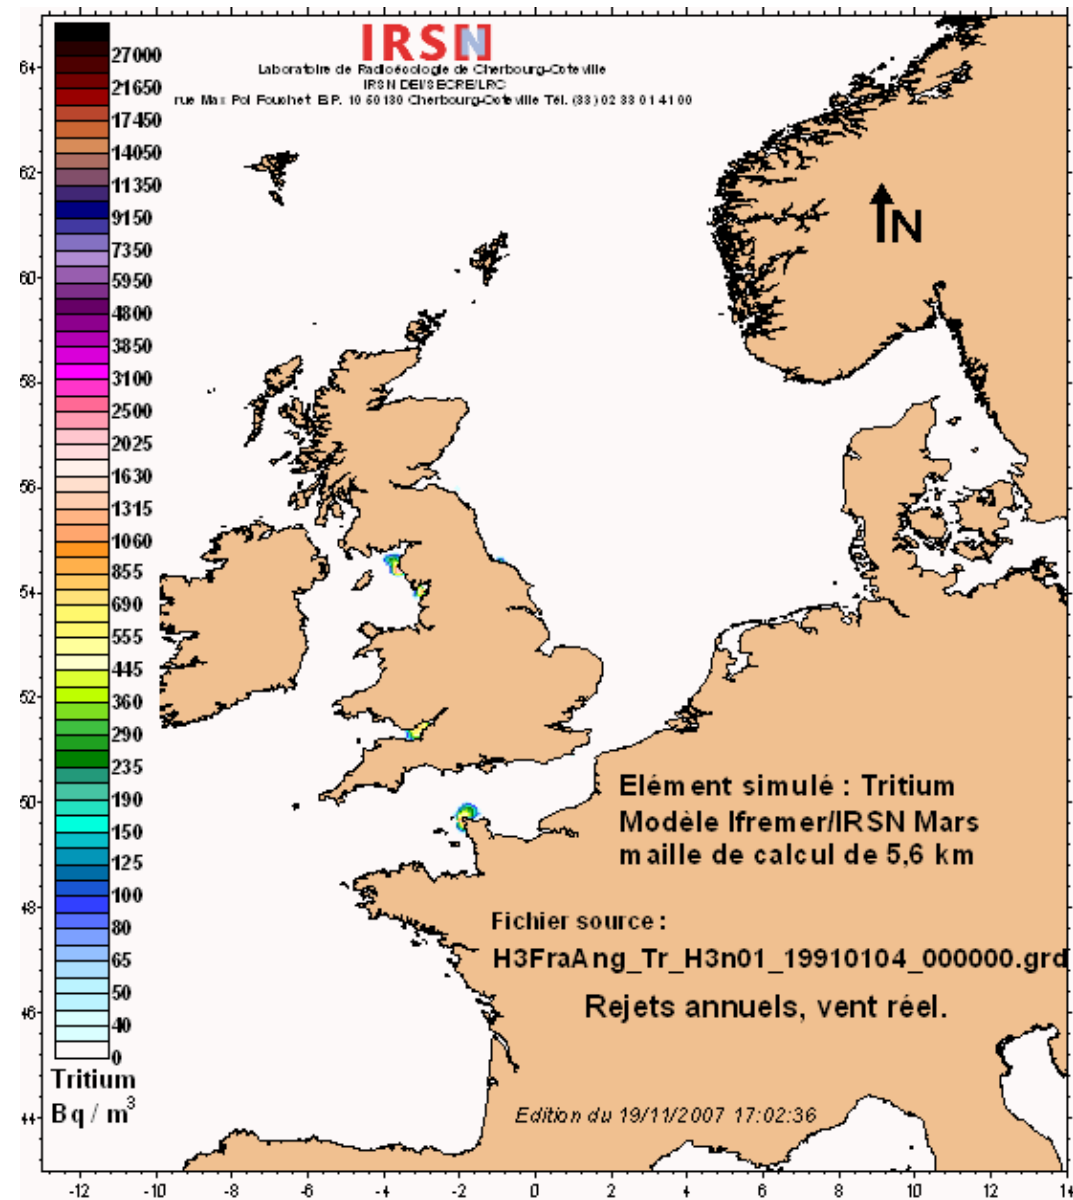 IRSN
Laboratoire de Radioécologie de Cherbourg-Octeville
IRSN DEI/SECRE/LRC
rue Max Pol Fouchet B.P. 10 50130 Cherbourg-Octeville Tél. (33) 02 33 01 41 00
27000
21650
17450
14050
11350
9150
7350
5950
4800
3850
3100
2500
2025
1630
1315
1060
855
690
555
445
360
290
235
190
150
125
100
80
65
50
40
0
Tritium
Bq / m³
64
62
60
58
56
54
52
50
48
46
44
N
Elément simulé : Tritium
Modèle Ifremer/IRSN Mars
maille de calcul de 5,6 km
Fichier source :
H3FraAng_Tr_H3n01_19910104_000000.grd
Rejets annuels, vent réel.
Edition du 19/11/2007 17:02:36
-12 -10 -8 -6 -4 -2 0 2 4 6 8 10 12 14